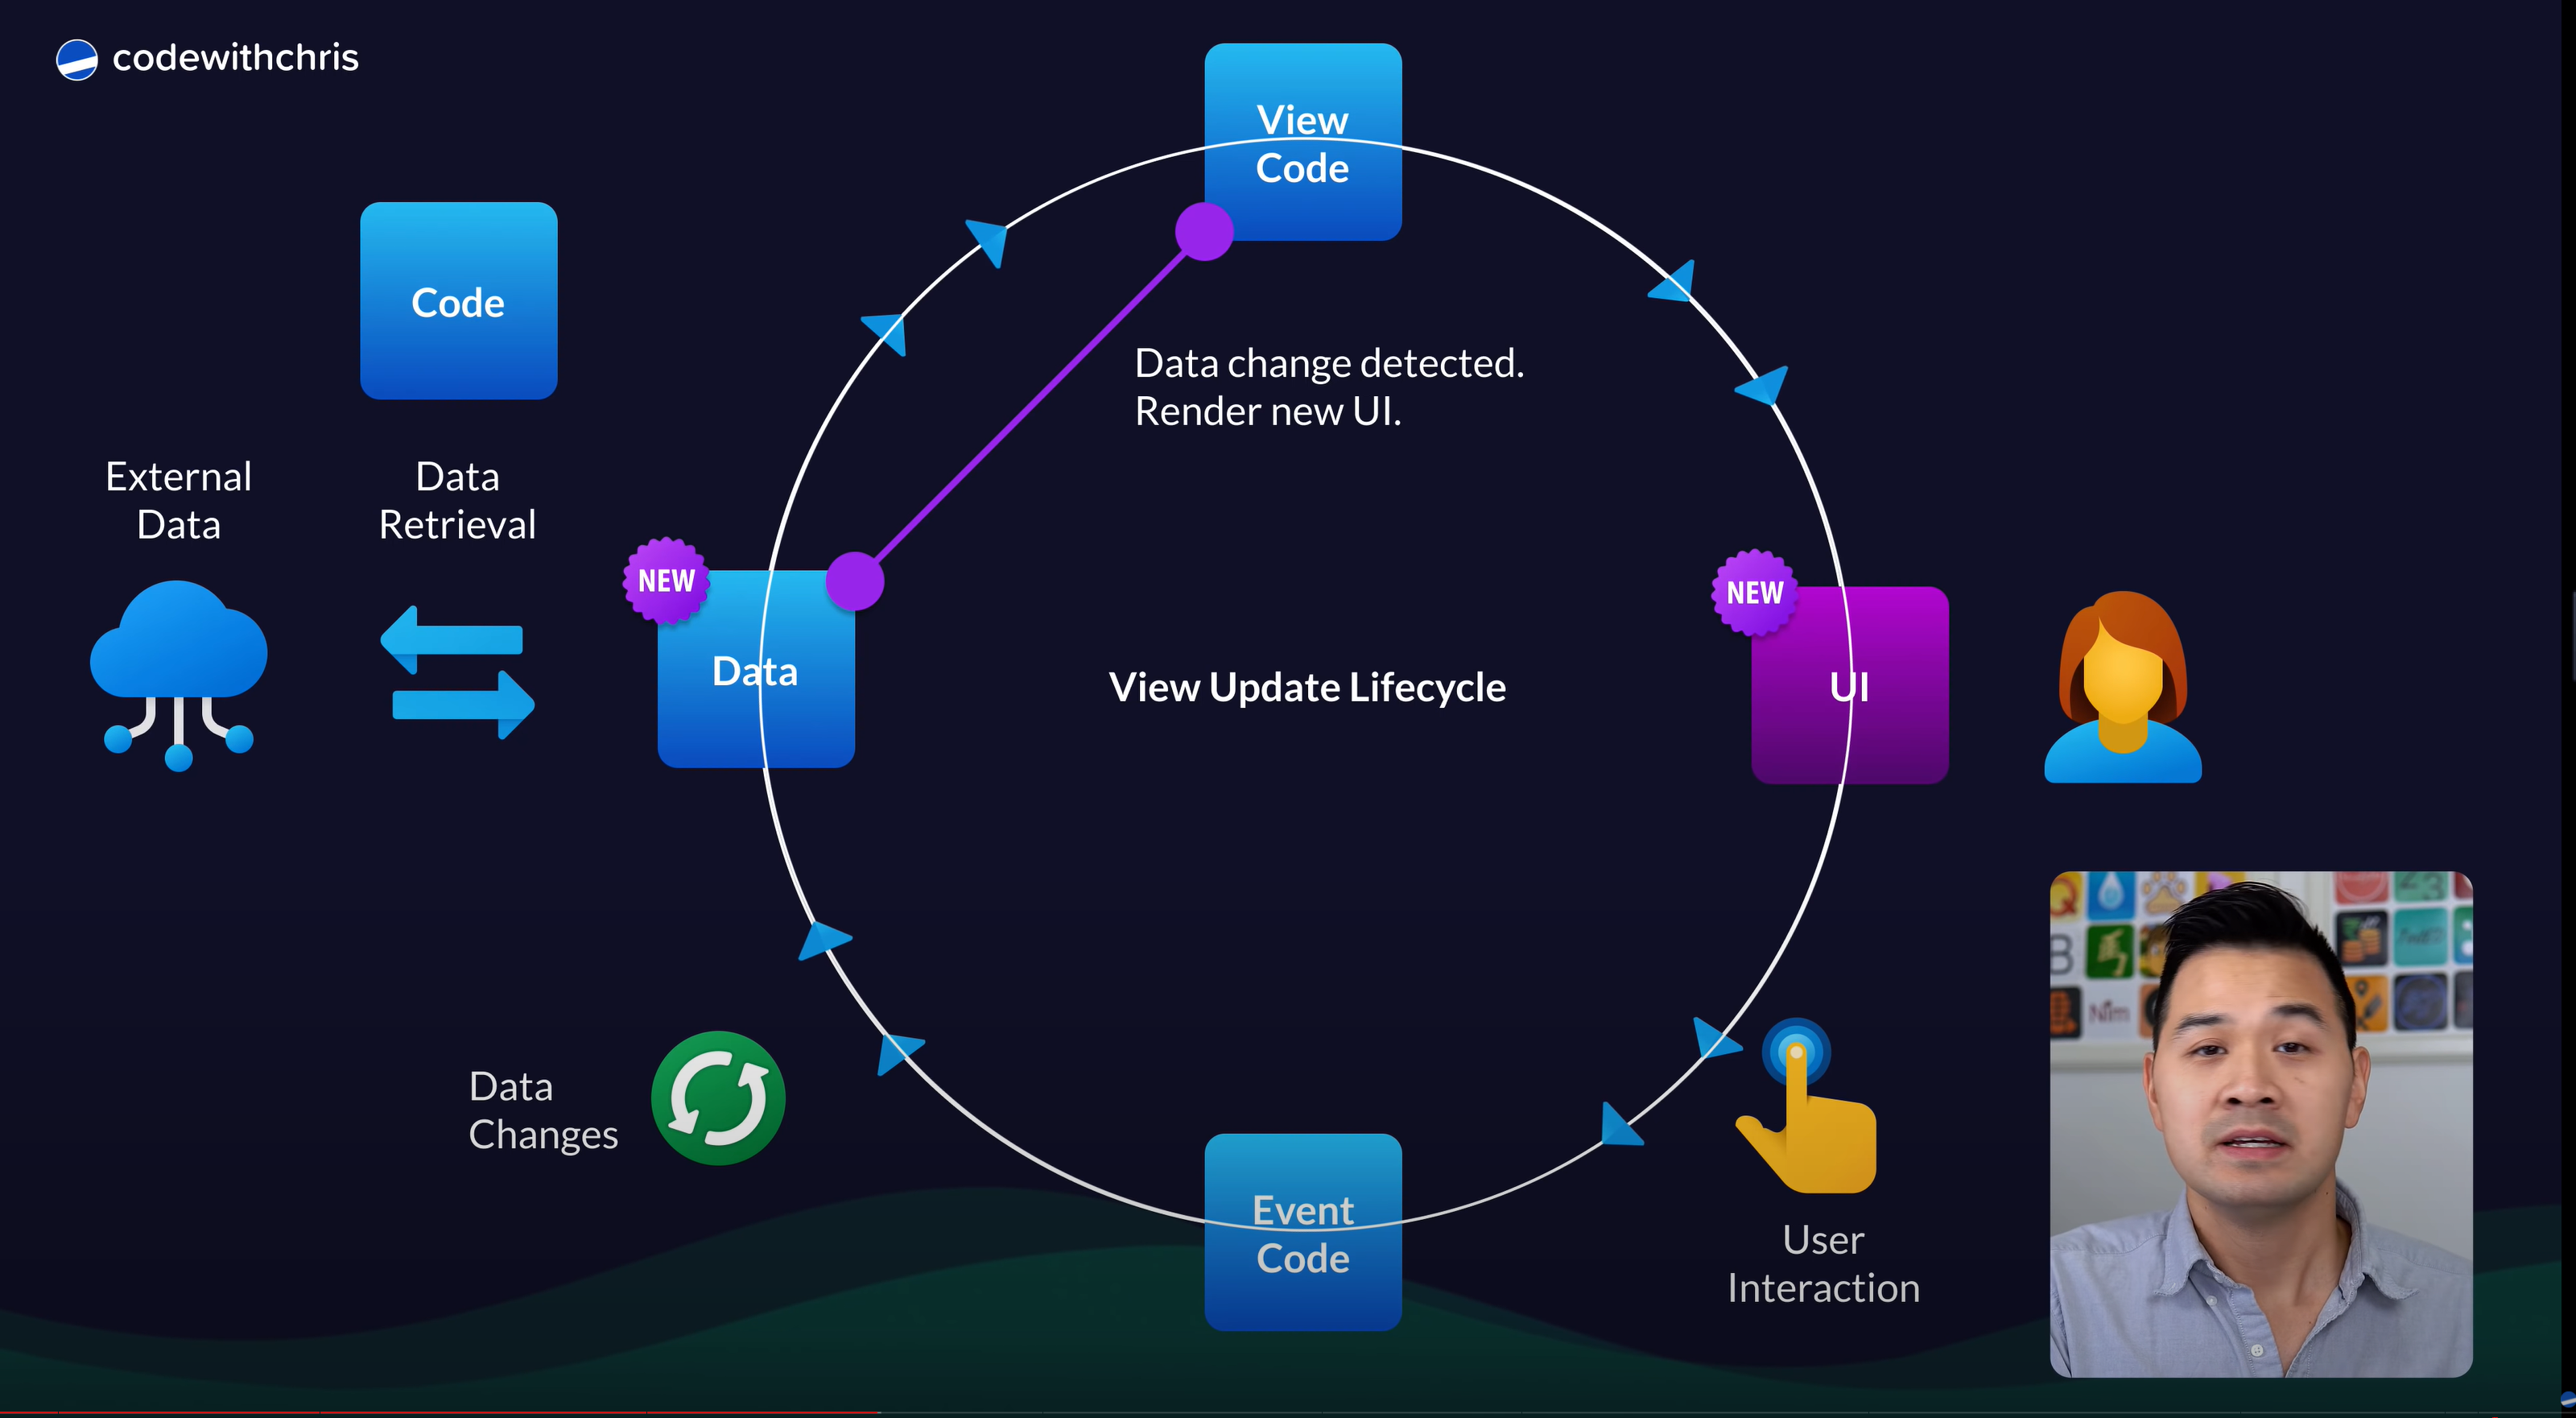 codewithchris
View
Code
Code
Data change detected.
Render new UI.
External
Data
Data
Retrieval
NEW
NEW
Data
View Update Lifecycle
UI
Data
Changes
Event
Code
User
Interaction
Nim